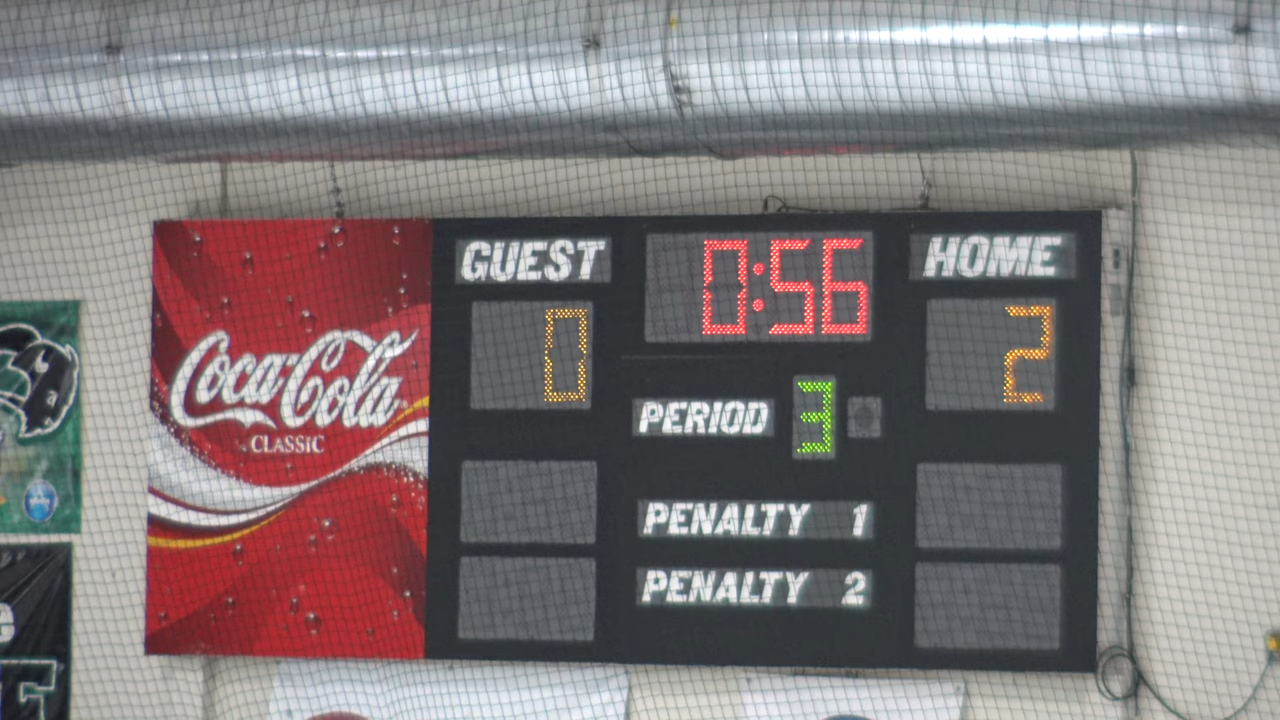 GUEST
0:56
HOME
0
2
Coca-Cola
CLASSIC
PERIOD 3
PENALTY 1
PENALTY 2